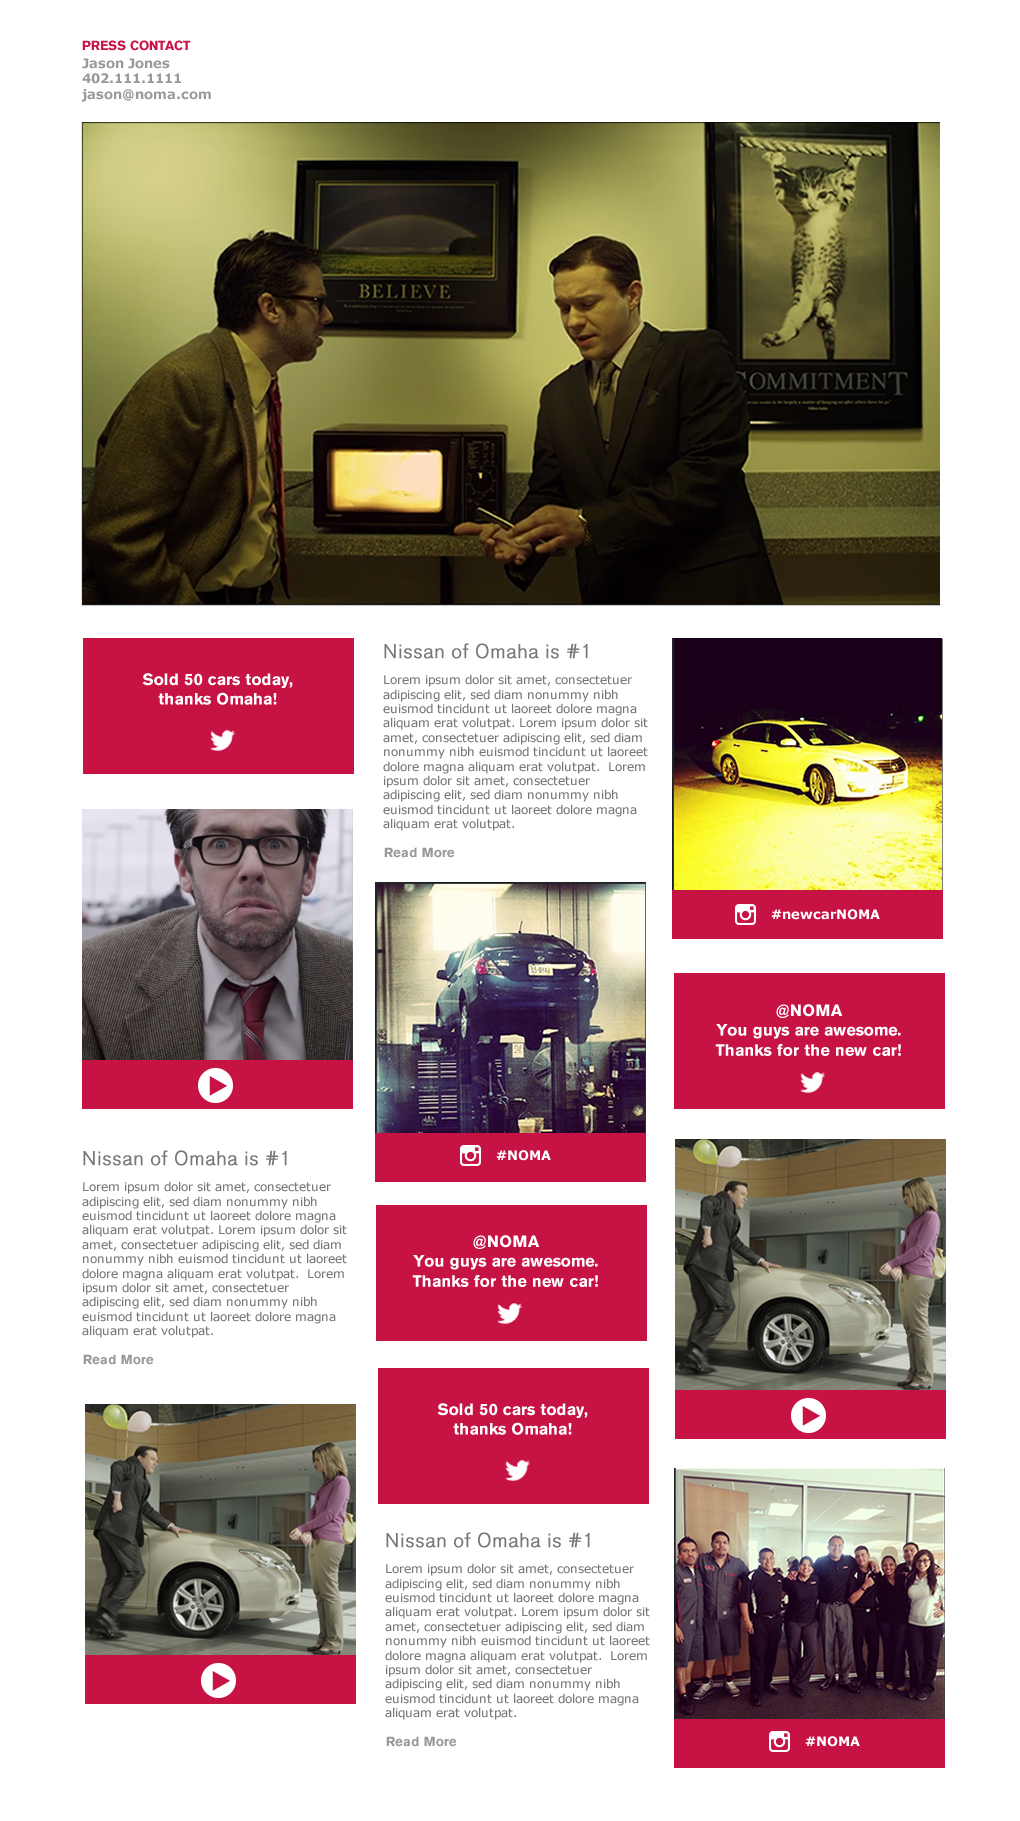 PRESS CONTACT
Jason Jones
402.111.1111
jason@noma.com
BELIEVE
COMMITMENT
Sold 50 cars today,
thanks Omaha!
Nissan of Omaha is #1
Lorem ipsum dolor sit amet, consectetuer
adipiscing elit, sed diam nonummy nibh
euismod tincidunt ut laoreet dolore magna
aliquam erat volutpat. Lorem ipsum dolor sit
amet, consectetuer adipiscing elit, sed diam
nonummy nibh euismod tincidunt ut laoreet
dolore magna aliquam erat volutpat.  Lorem
ipsum dolor sit amet, consectetuer
adipiscing elit, sed diam nonummy nibh
euismod tincidunt ut laoreet dolore magna
aliquam erat volutpat.
Read More
#newcarNOMA
#NOMA
@NOMA
You guys are awesome.
Thanks for the new car!
Nissan of Omaha is #1
Lorem ipsum dolor sit amet, consectetuer
adipiscing elit, sed diam nonummy nibh
euismod tincidunt ut laoreet dolore magna
aliquam erat volutpat. Lorem ipsum dolor sit
amet, consectetuer adipiscing elit, sed diam
nonummy nibh euismod tincidunt ut laoreet
dolore magna aliquam erat volutpat.  Lorem
ipsum dolor sit amet, consectetuer
adipiscing elit, sed diam nonummy nibh
euismod tincidunt ut laoreet dolore magna
aliquam erat volutpat.
Read More
@NOMA
You guys are awesome.
Thanks for the new car!
Sold 50 cars today,
thanks Omaha!
Nissan of Omaha is #1
Lorem ipsum dolor sit amet, consectetuer
adipiscing elit, sed diam nonummy nibh
euismod tincidunt ut laoreet dolore magna
aliquam erat volutpat. Lorem ipsum dolor sit
amet, consectetuer adipiscing elit, sed diam
nonummy nibh euismod tincidunt ut laoreet
dolore magna aliquam erat volutpat.  Lorem
ipsum dolor sit amet, consectetuer
adipiscing elit, sed diam nonummy nibh
euismod tincidunt ut laoreet dolore magna
aliquam erat volutpat.
Read More
#NOMA